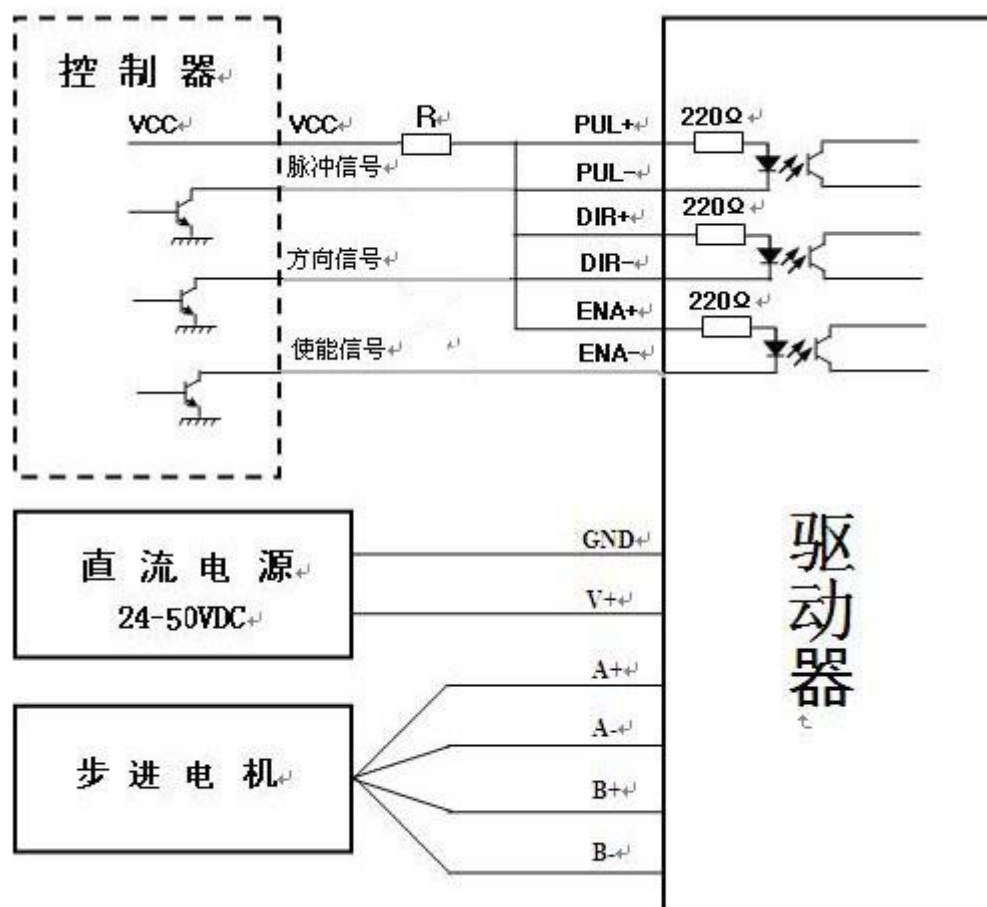 控制器
VCC
VCC
R
PUL+
220Ω
脉冲信号
PUL-
DIR+
220Ω
方向信号
DIR-
ENA+
220Ω
使能信号
ENA-
直流电源
24-50VDC
GND
V+
驱动器
步进电机
A+
A-
B+
B-